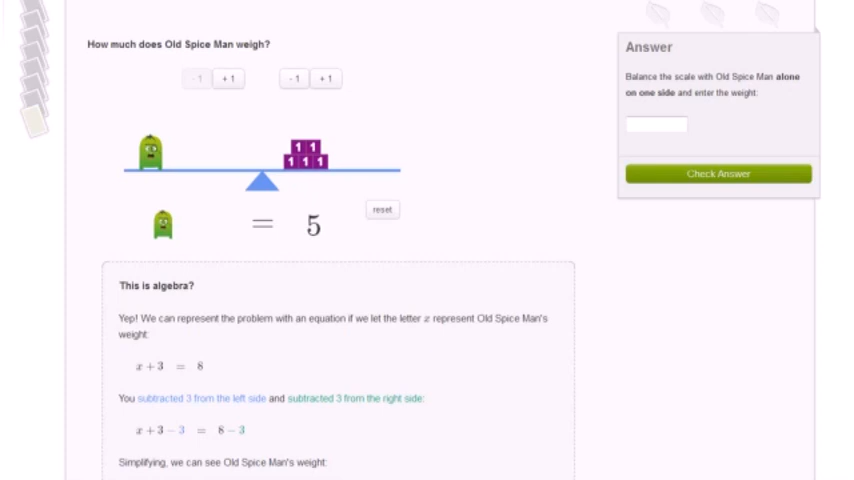 How much does Old Spice Man weigh?
- 1 + 1 - 1 + 1
1 1
1 1 1
= 5
reset
This is algebra?
Yep! We can represent the problem with an equation if we let the letter x represent Old Spice Man's
weight:
x + 3 = 8
You subtracted 3 from the left side and subtracted 3 from the right side:
x + 3 − 3 = 8 − 3
Simplifying, we can see Old Spice Man's weight:
Answer
Balance the scale with Old Spice Man alone
on one side and enter the weight:
Check Answer